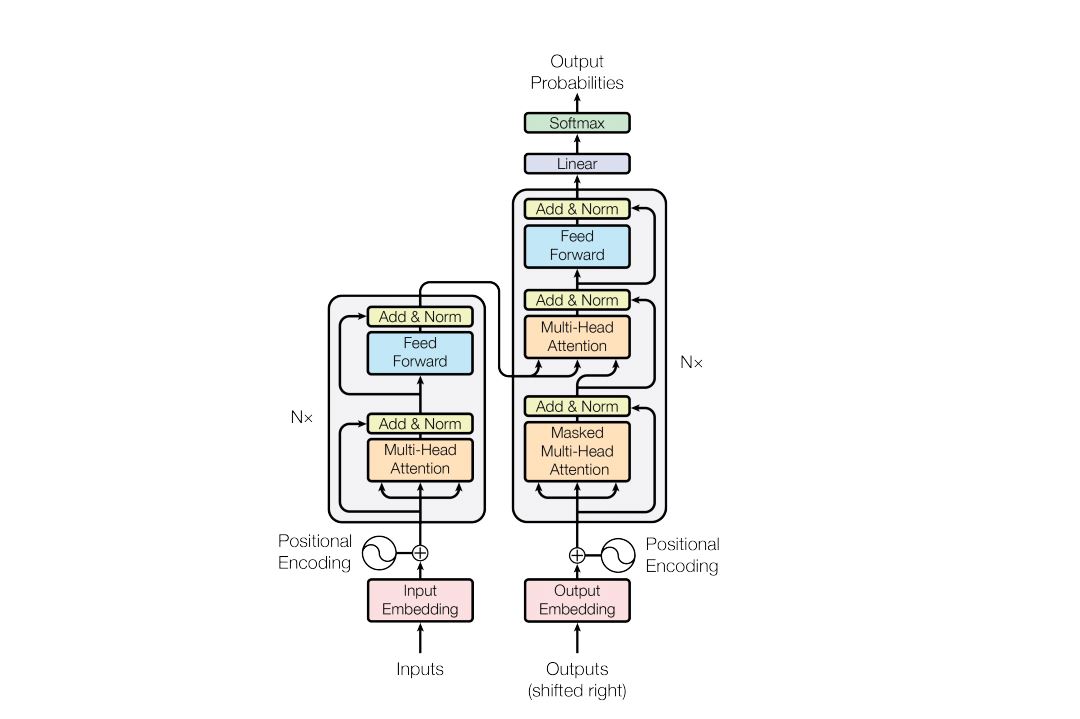 Output
Probabilities
Softmax
Linear
Add & Norm
Feed
Forward
Add & Norm
Multi-Head
Attention
Add & Norm
Masked
Multi-Head
Attention
N×
Add & Norm
Feed
Forward
Add & Norm
Multi-Head
Attention
N×
Positional
Encoding
Positional
Encoding
Input
Embedding
Output
Embedding
Inputs
Outputs
(shifted right)